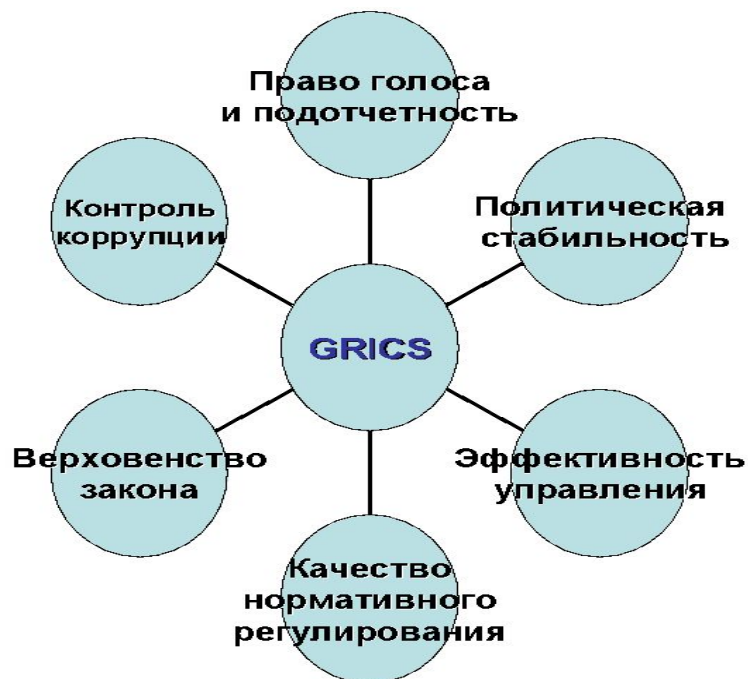 Право голоса
и подотчетность
Политическая
стабильность
Эффективность
управления
Качество
нормативного
регулирования
Верховенство
закона
Контроль
коррупции
GRICS